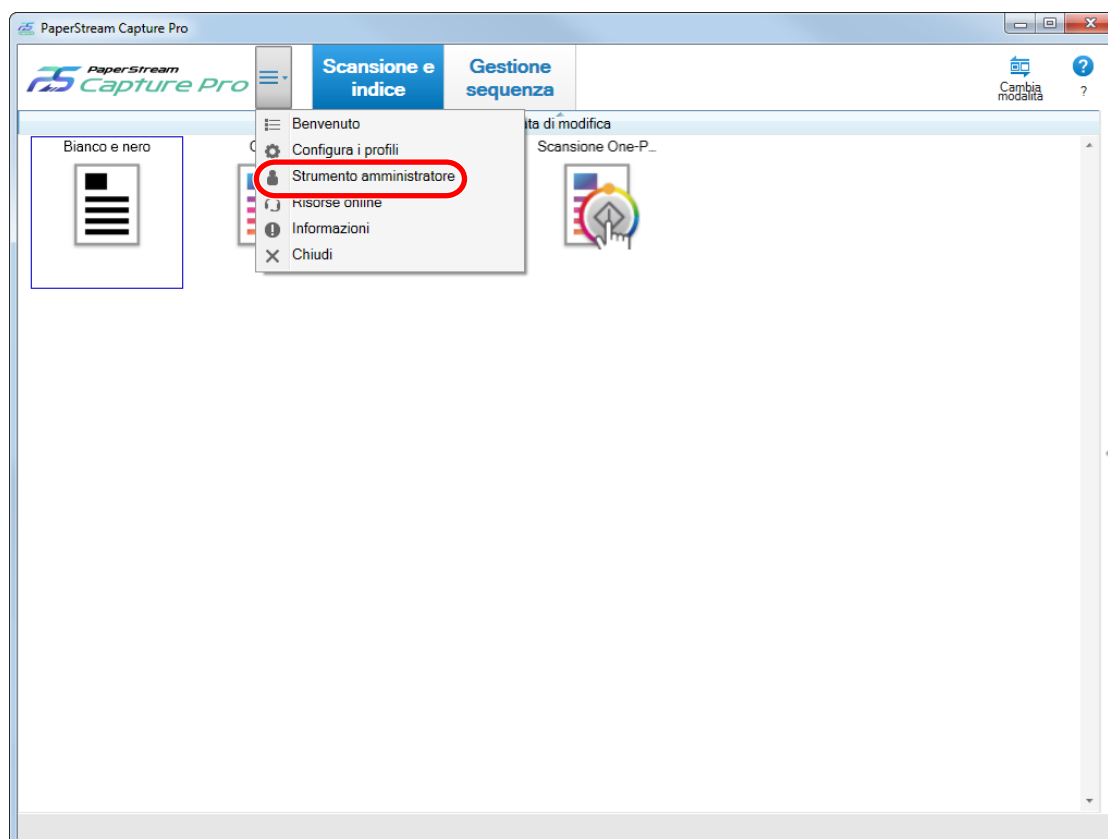 PaperStream Capture Pro
PaperStream
Capture Pro
Scansione e
indice
Gestione
sequenza
Cambia
modalità
?
Benvenuto
Configura i profili
Strumento amministratore
Risorse online
Informazioni
Chiudi
di modifica
Bianco e nero
Scansione One-P...